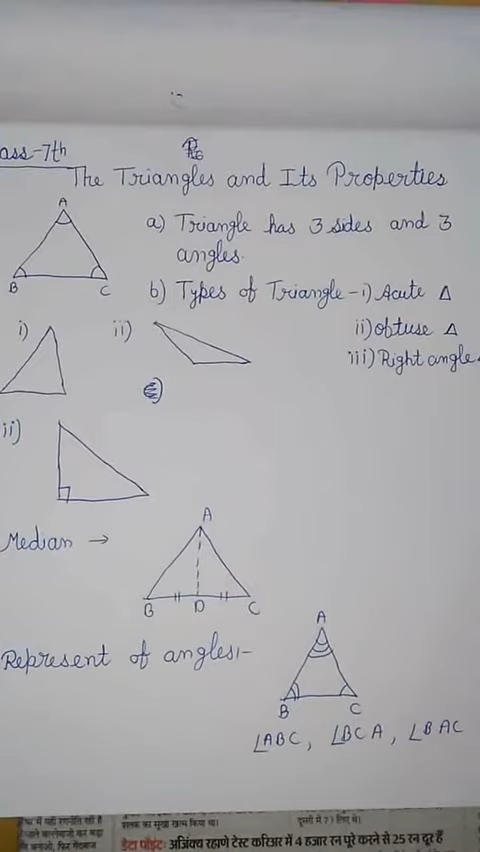 ass-7th
The Triangles and Its Properties
A
B C
a) Triangle has 3 sides and 3
angles.
b) Types of Triangle - i) Acute Δ
ii) obtuse Δ
iii) Right angle
i)
ii)
ii)
Median →
A
B D C
Represent of angles:-
A
B C
∠ABC, ∠BCA, ∠BAC
डेटा पॉइंट: अजिंक्य रहाणे टेस्ट करिअर में 4 हजार रन पूरे करने से 25 रन दूर हैं